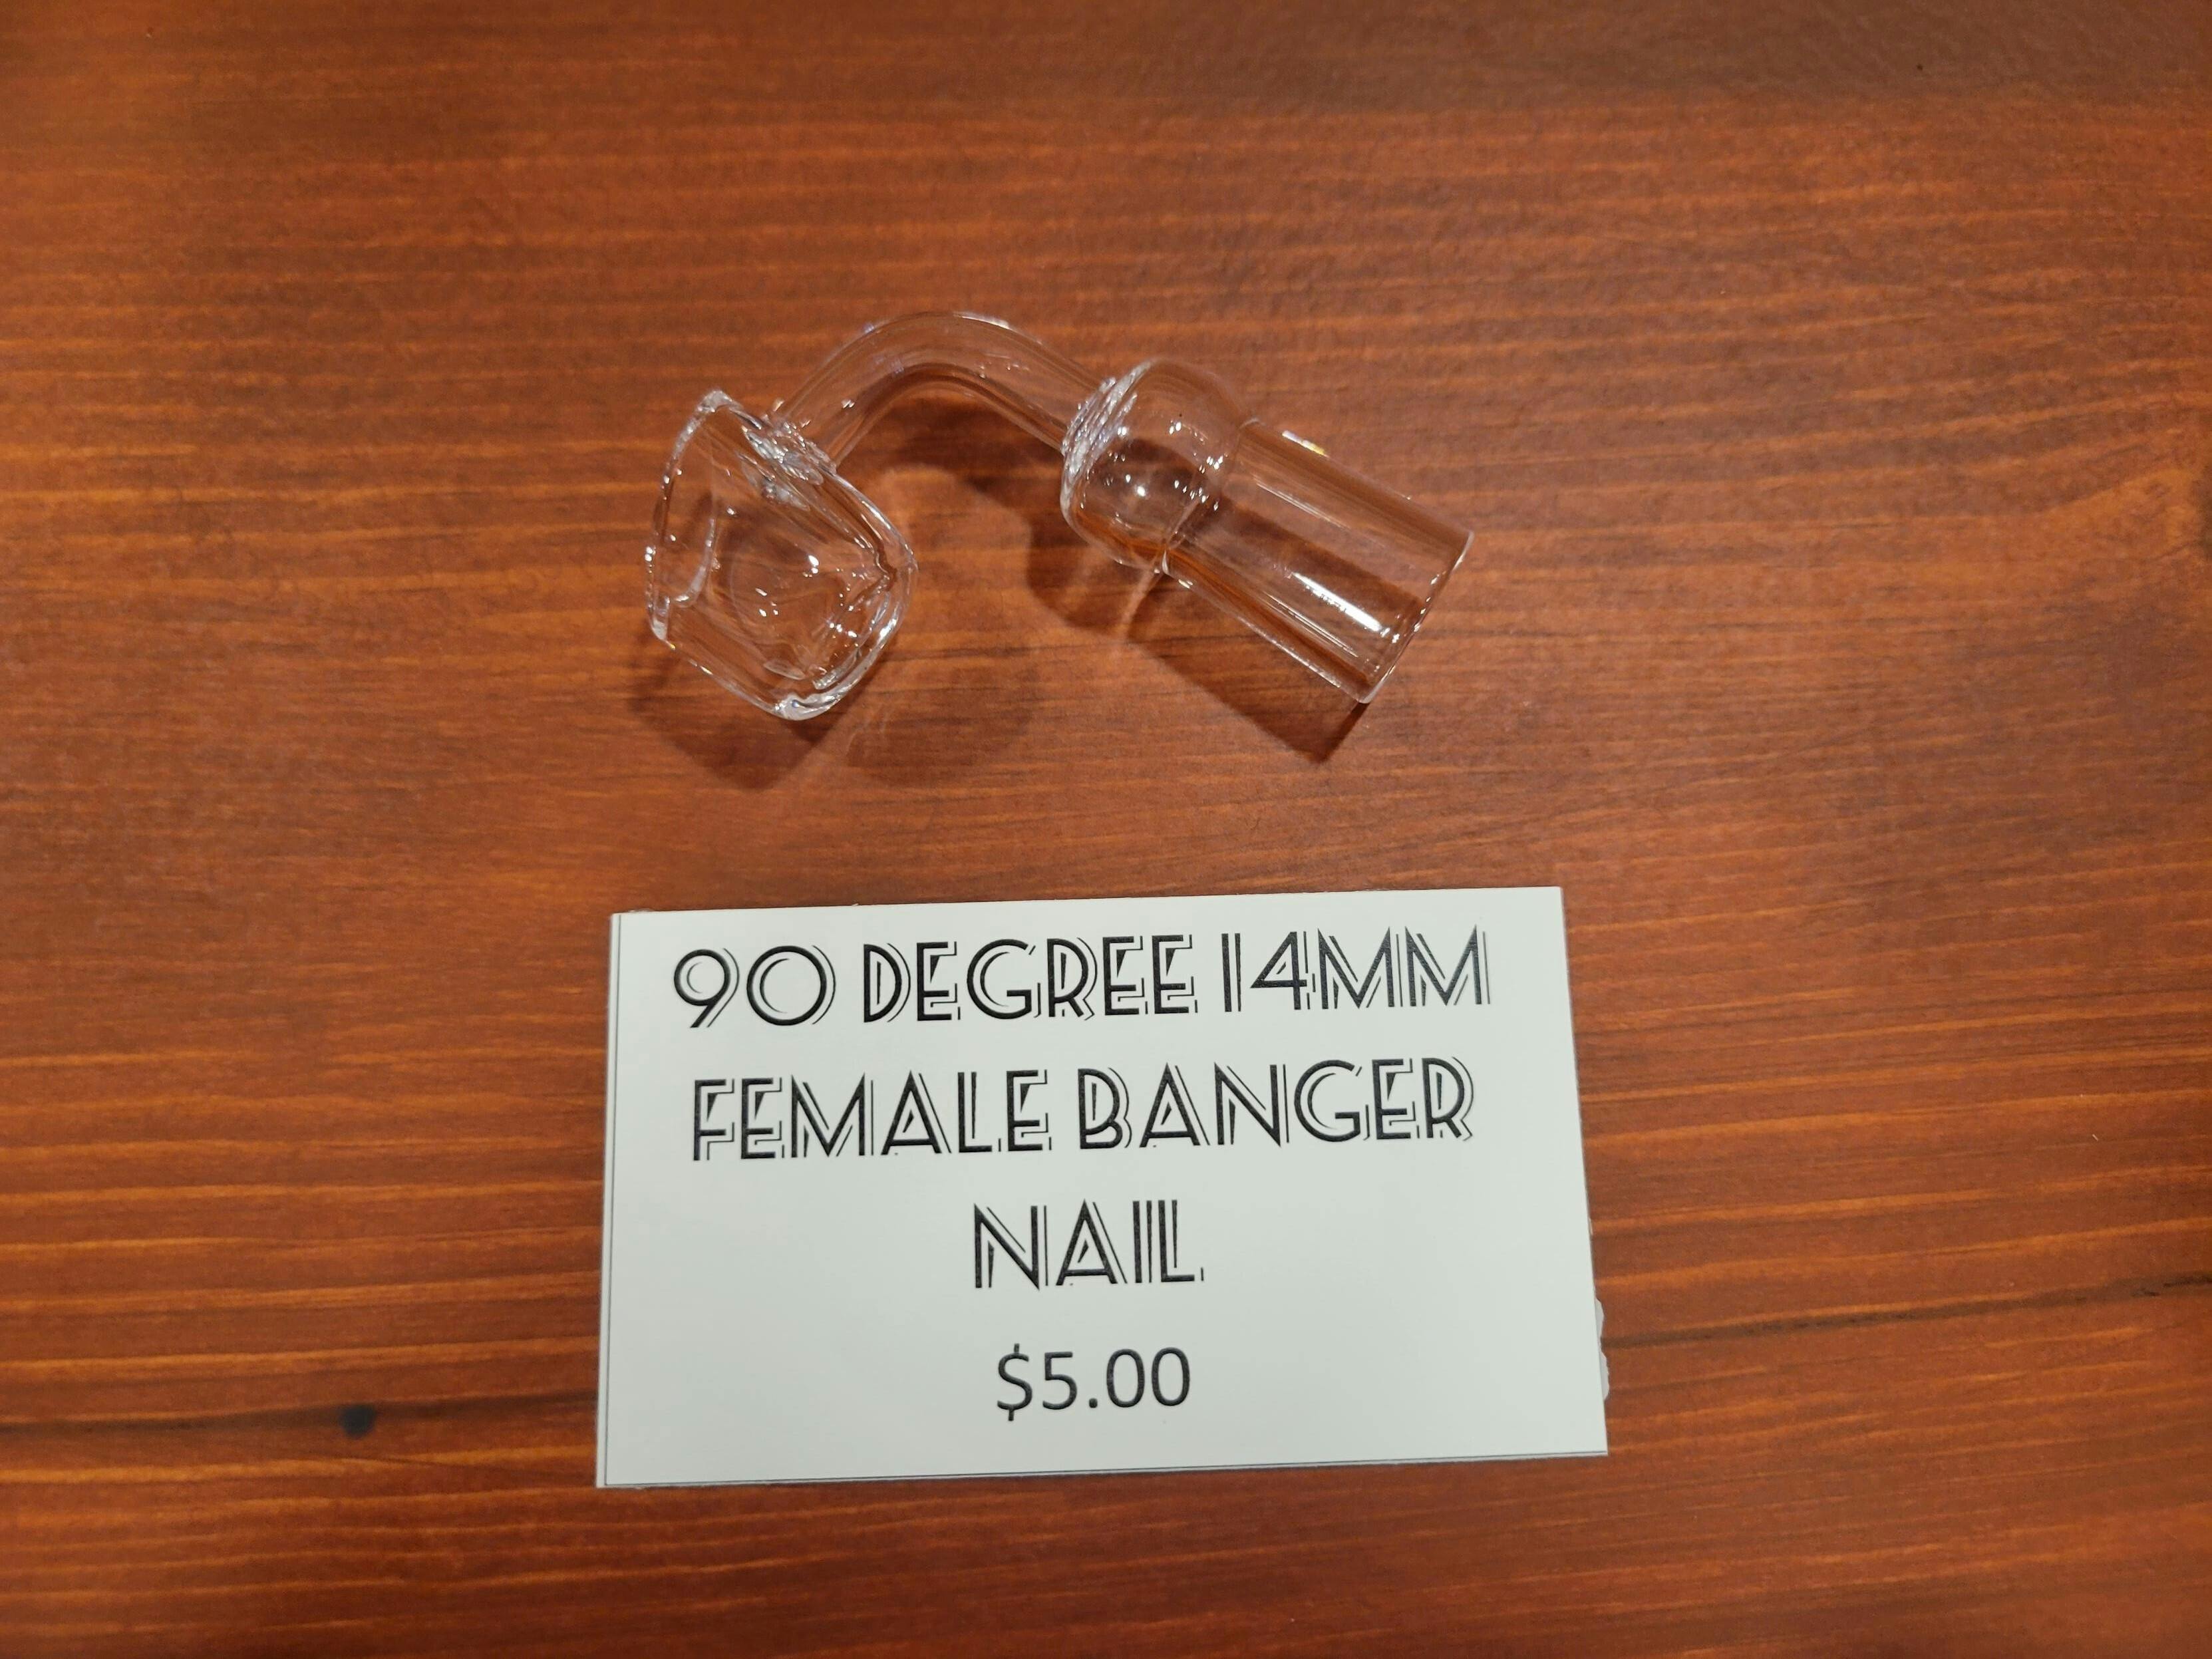 90 DEGREE 14MM
FEMALE BANGER
NAIL
$5.00